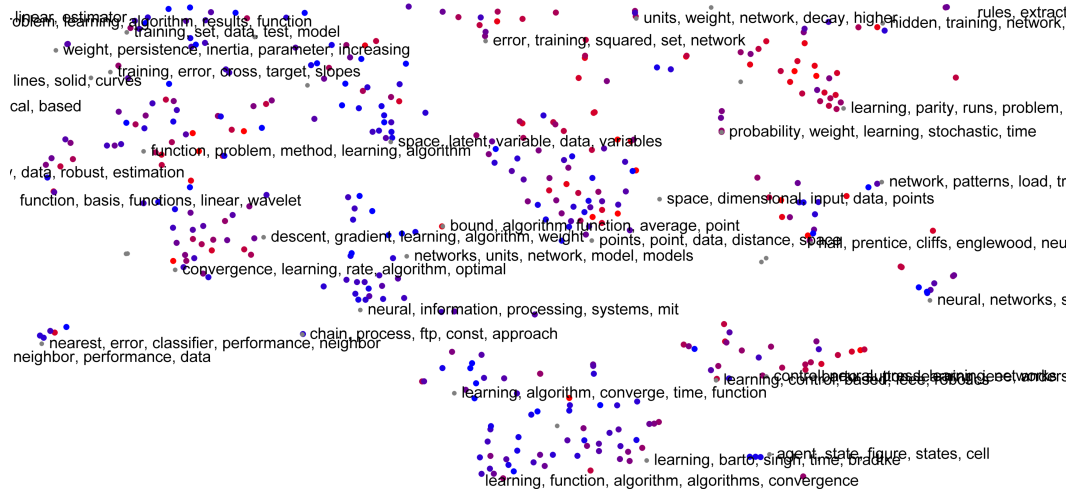 linear, estimator
problem, learning, algorithm, results, function
training, set, data, test, model
weight, persistence, inertia, parameter, increasing
training, error, cross, target, slopes
lines, solid, curves
cal, based
function, problem, method, learning, algorithm
data, robust, estimation
function, basis, functions, linear, wavelet
units, weight, network, decay, higher
error, training, squared, set, network
rules, extract
hidden, training, network,
learning, parity, runs, problem,
probability, weight, learning, stochastic, time
space, latent, variable, data, variables
network, patterns, load, tr
space, dimensional, input, data, points
bound, algorithm, function, average, point
descent, gradient, learning, algorithm, weight
points, point, data, distance, space
hall, prentice, cliffs, englewood, neu
networks, units, network, model, models
convergence, learning, rate, algorithm, optimal
neural, networks, s
neural, information, processing, systems, mit
chain, process, ftp, const, approach
nearest, error, classifier, performance, neighbor
neighbor, performance, data
learning, control, based, ieee, robotics
learning, algorithm, converge, time, function
agent, state, figure, states, cell
learning, barto, singh, time, bradtke
learning, function, algorithm, algorithms, convergence